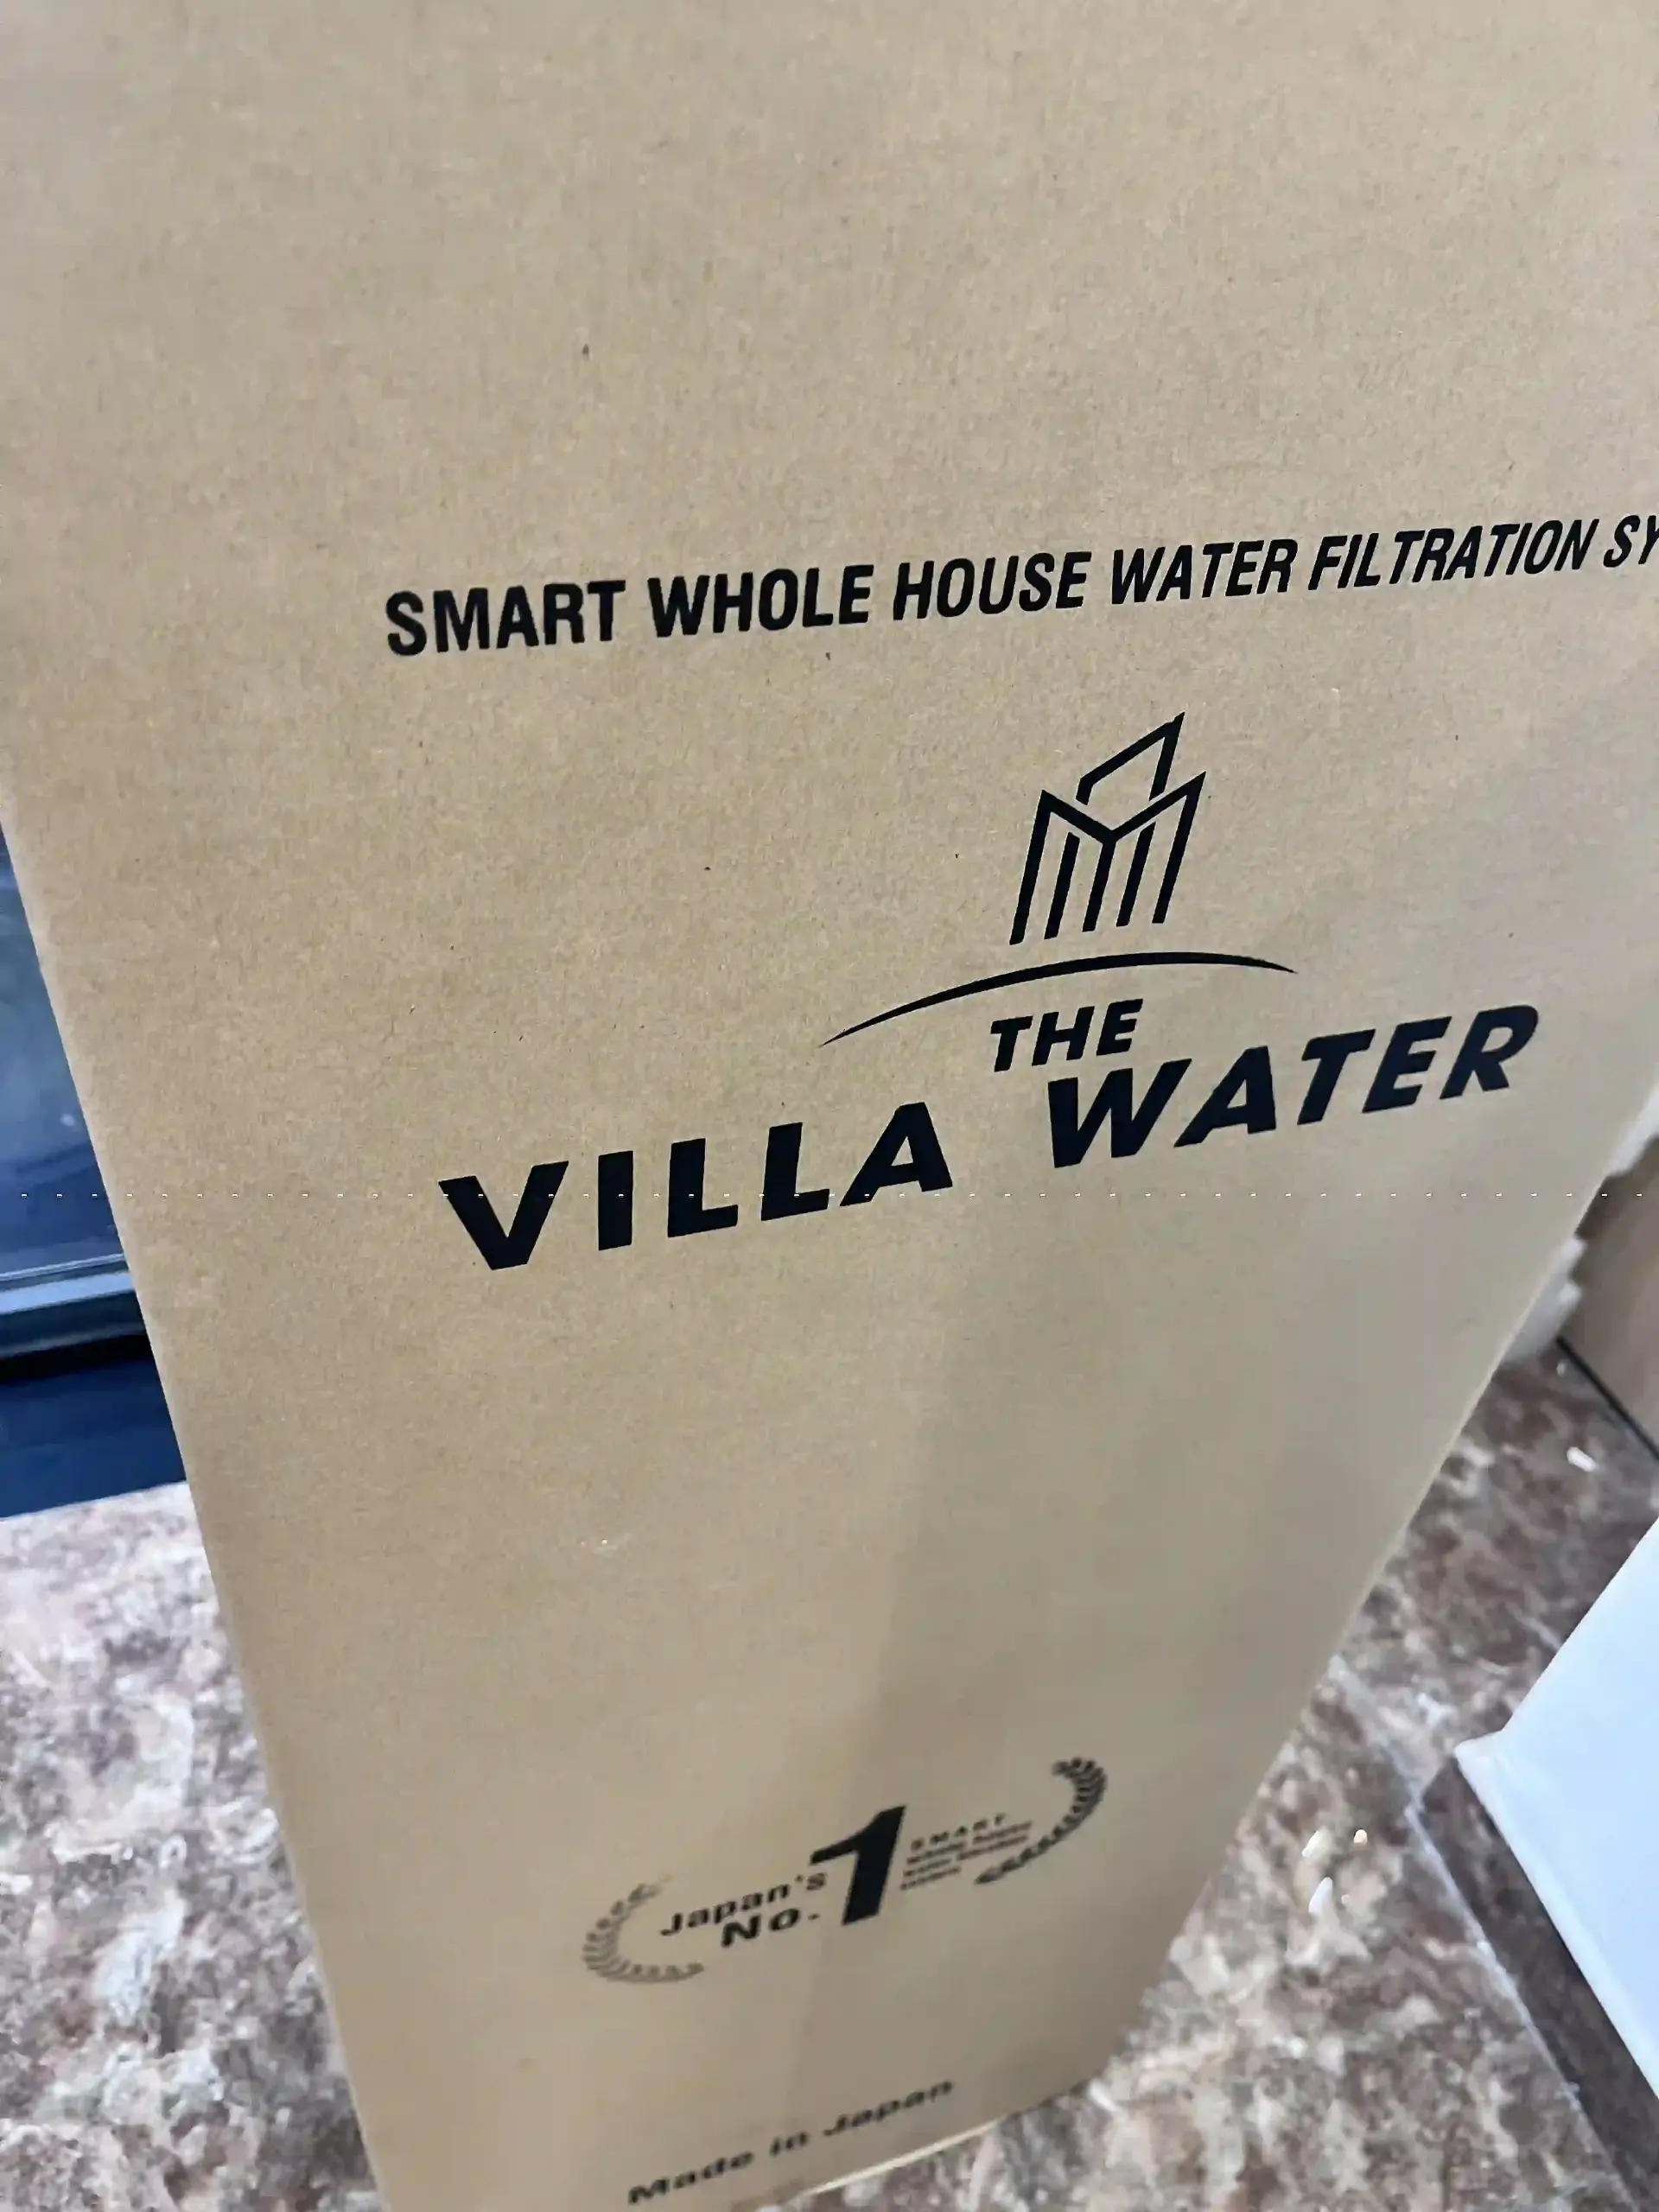 SMART WHOLE HOUSE WATER FILTRATION SY
THE
VILLA WATER
Japan's
No.1
SMART
Made in Japan